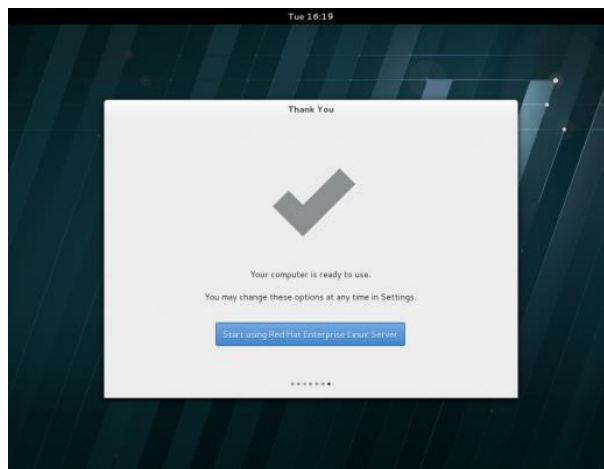 Tue 16:19
Thank You
Your computer is ready to use.
You may change these options at any time in Settings.
Start using Red Hat Enterprise Linux Server